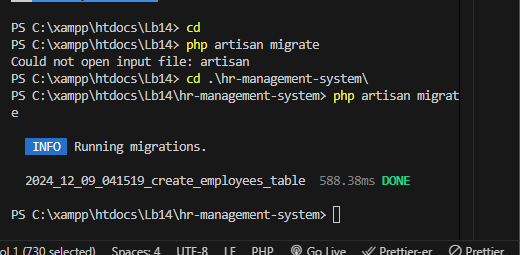 PS C:\xampp\htdocs\Lb14> cd
PS C:\xampp\htdocs\Lb14> php artisan migrate
Could not open input file: artisan
PS C:\xampp\htdocs\Lb14> cd .\hr-management-system\
PS C:\xampp\htdocs\Lb14\hr-management-system> php artisan migrat
e
INFO Running migrations.
2024_12_09_041519_create_employees_table 588.38ms DONE
PS C:\xampp\htdocs\Lb14\hr-management-system>
ol 1 (730 selected) Spaces: 4 UTF-8 LF PHP Go Live Prettier-er Prettier